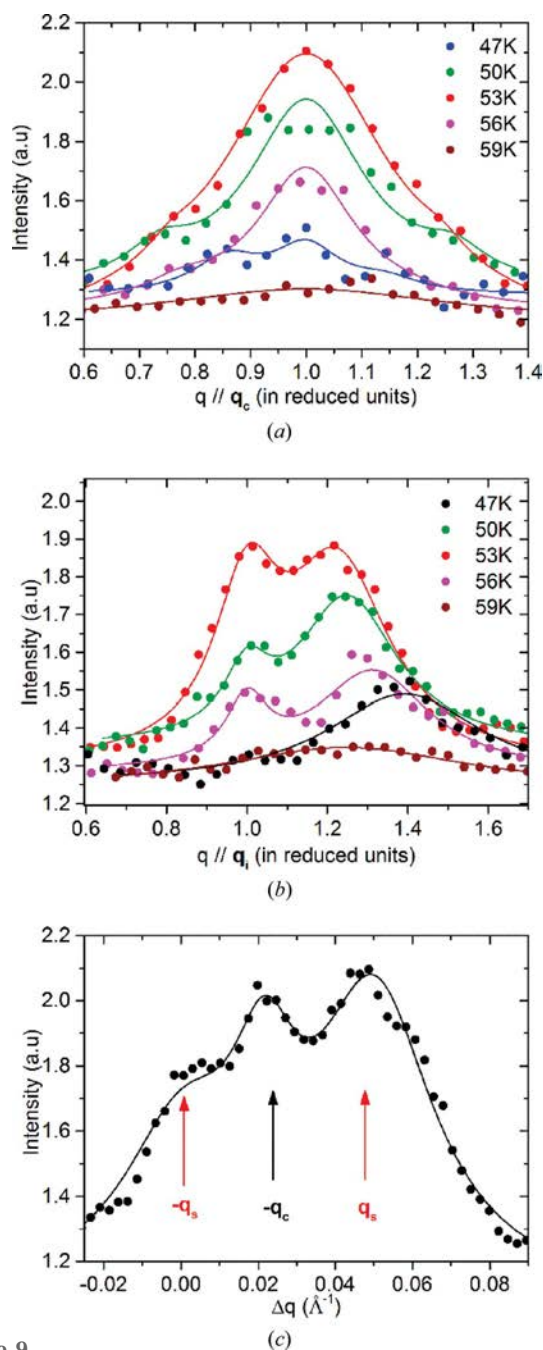 2.2
2.0
1.8
1.6
1.4
1.2
Intensity (a.u)
47K
50K
53K
56K
59K
0.6 0.7 0.8 0.9 1.0 1.1 1.2 1.3 1.4
q // qc (in reduced units)
(a)
2.0
1.9
1.8
1.7
1.6
1.5
1.4
1.3
1.2
Intensity (a.u)
47K
50K
53K
56K
59K
0.6 0.8 1.0 1.2 1.4 1.6
q // qi (in reduced units)
(b)
2.2
2.0
1.8
1.6
1.4
1.2
Intensity (a.u)
-qs
-qc
qs
-0.02 0.00 0.02 0.04 0.06 0.08
Δq (Å-1)
(c)